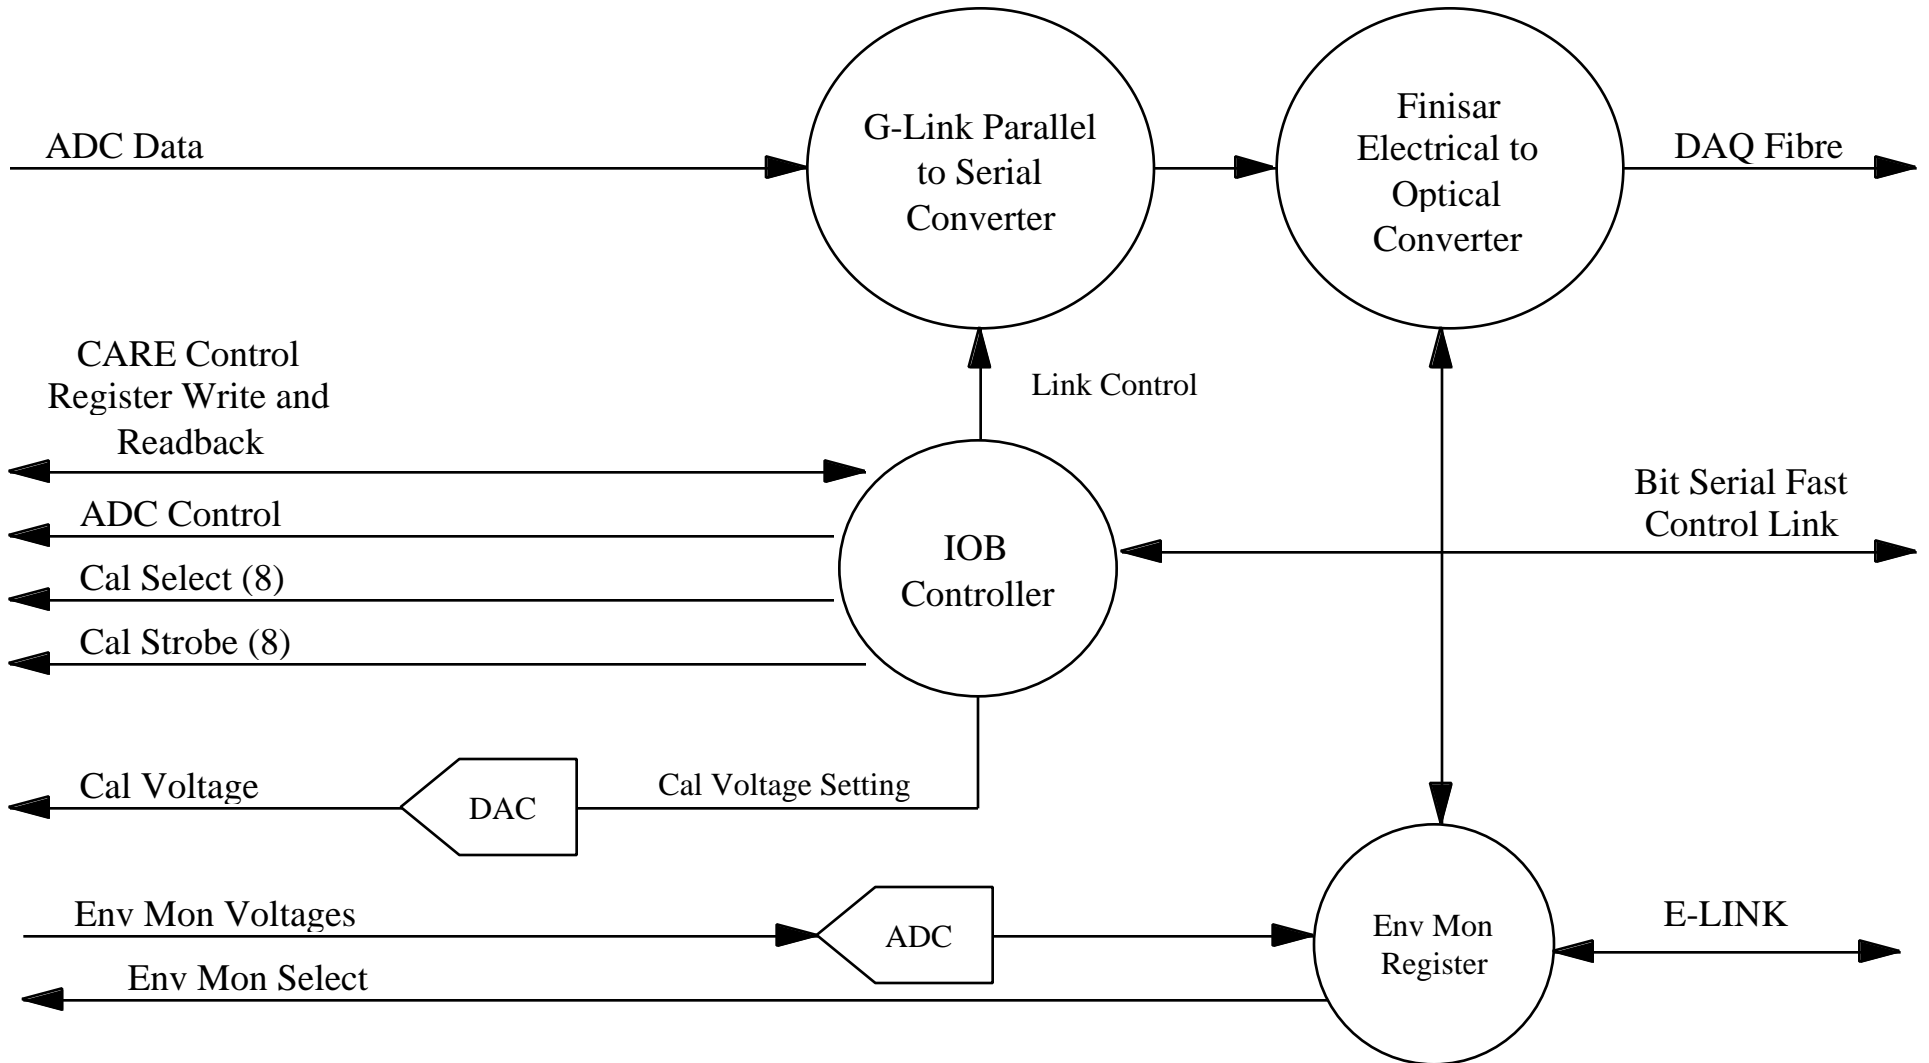 ADC Data
G-Link Parallel
to Serial
Converter
Finisar
Electrical to
Optical
Converter
DAQ Fibre
CARE Control
Register Write and
Readback
Link Control
ADC Control
Cal Select (8)
Cal Strobe (8)
IOB
Controller
Bit Serial Fast
Control Link
Cal Voltage
DAC
Cal Voltage Setting
Env Mon Voltages
ADC
Env Mon
Register
E-LINK
Env Mon Select